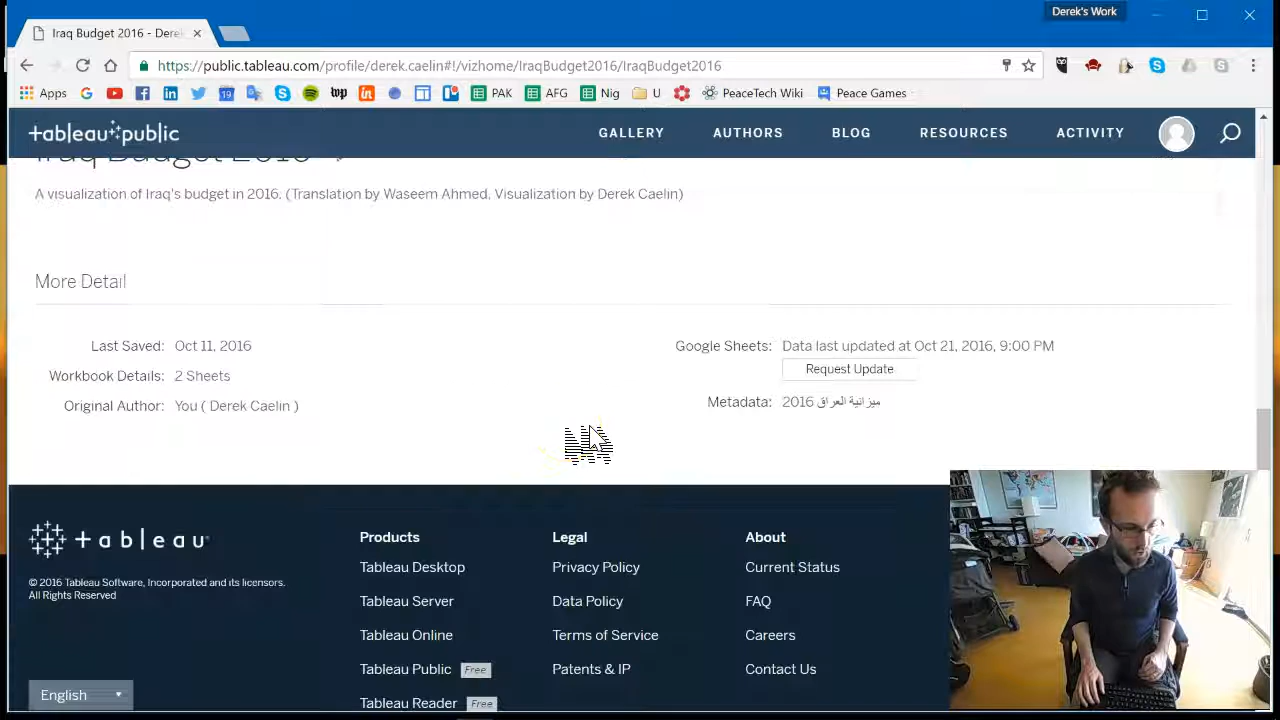 Derek's Work
Iraq Budget 2016 - Derek
https://public.tableau.com/profile/derek.caelin#!/vizhome/IraqBudget2016/IraqBudget2016
Apps PAK AFG Nig U PeaceTech Wiki Peace Games
tableau public GALLERY AUTHORS BLOG RESOURCES ACTIVITY
Iraq Budget 2016
A visualization of Iraq's budget in 2016. (Translation by Waseem Ahmed, Visualization by Derek Caelin)
More Detail
Last Saved: Oct 11, 2016
Workbook Details: 2 Sheets
Original Author: You ( Derek Caelin )
Google Sheets: Data last updated at Oct 21, 2016, 9:00 PM
Request Update
Metadata: ميزانية العراق 2016
tableau
© 2016 Tableau Software, Incorporated and its licensors.
All Rights Reserved
English
Products
Tableau Desktop
Tableau Server
Tableau Online
Tableau Public Free
Tableau Reader Free
Legal
Privacy Policy
Data Policy
Terms of Service
Patents & IP
About
Current Status
FAQ
Careers
Contact Us